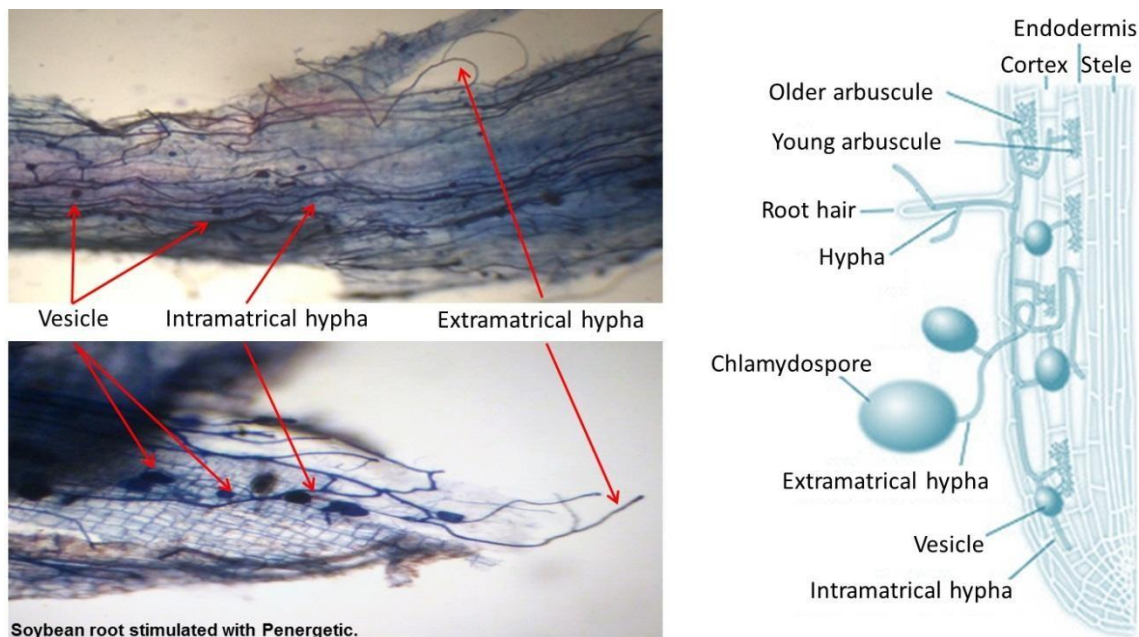 Vesicle
Intramatrical hypha
Extramatrical hypha
Soybean root stimulated with Penergetic.
Endodermis
Cortex
Stele
Older arbuscule
Young arbuscule
Root hair
Hypha
Chlamydospore
Extramatrical hypha
Vesicle
Intramatrical hypha